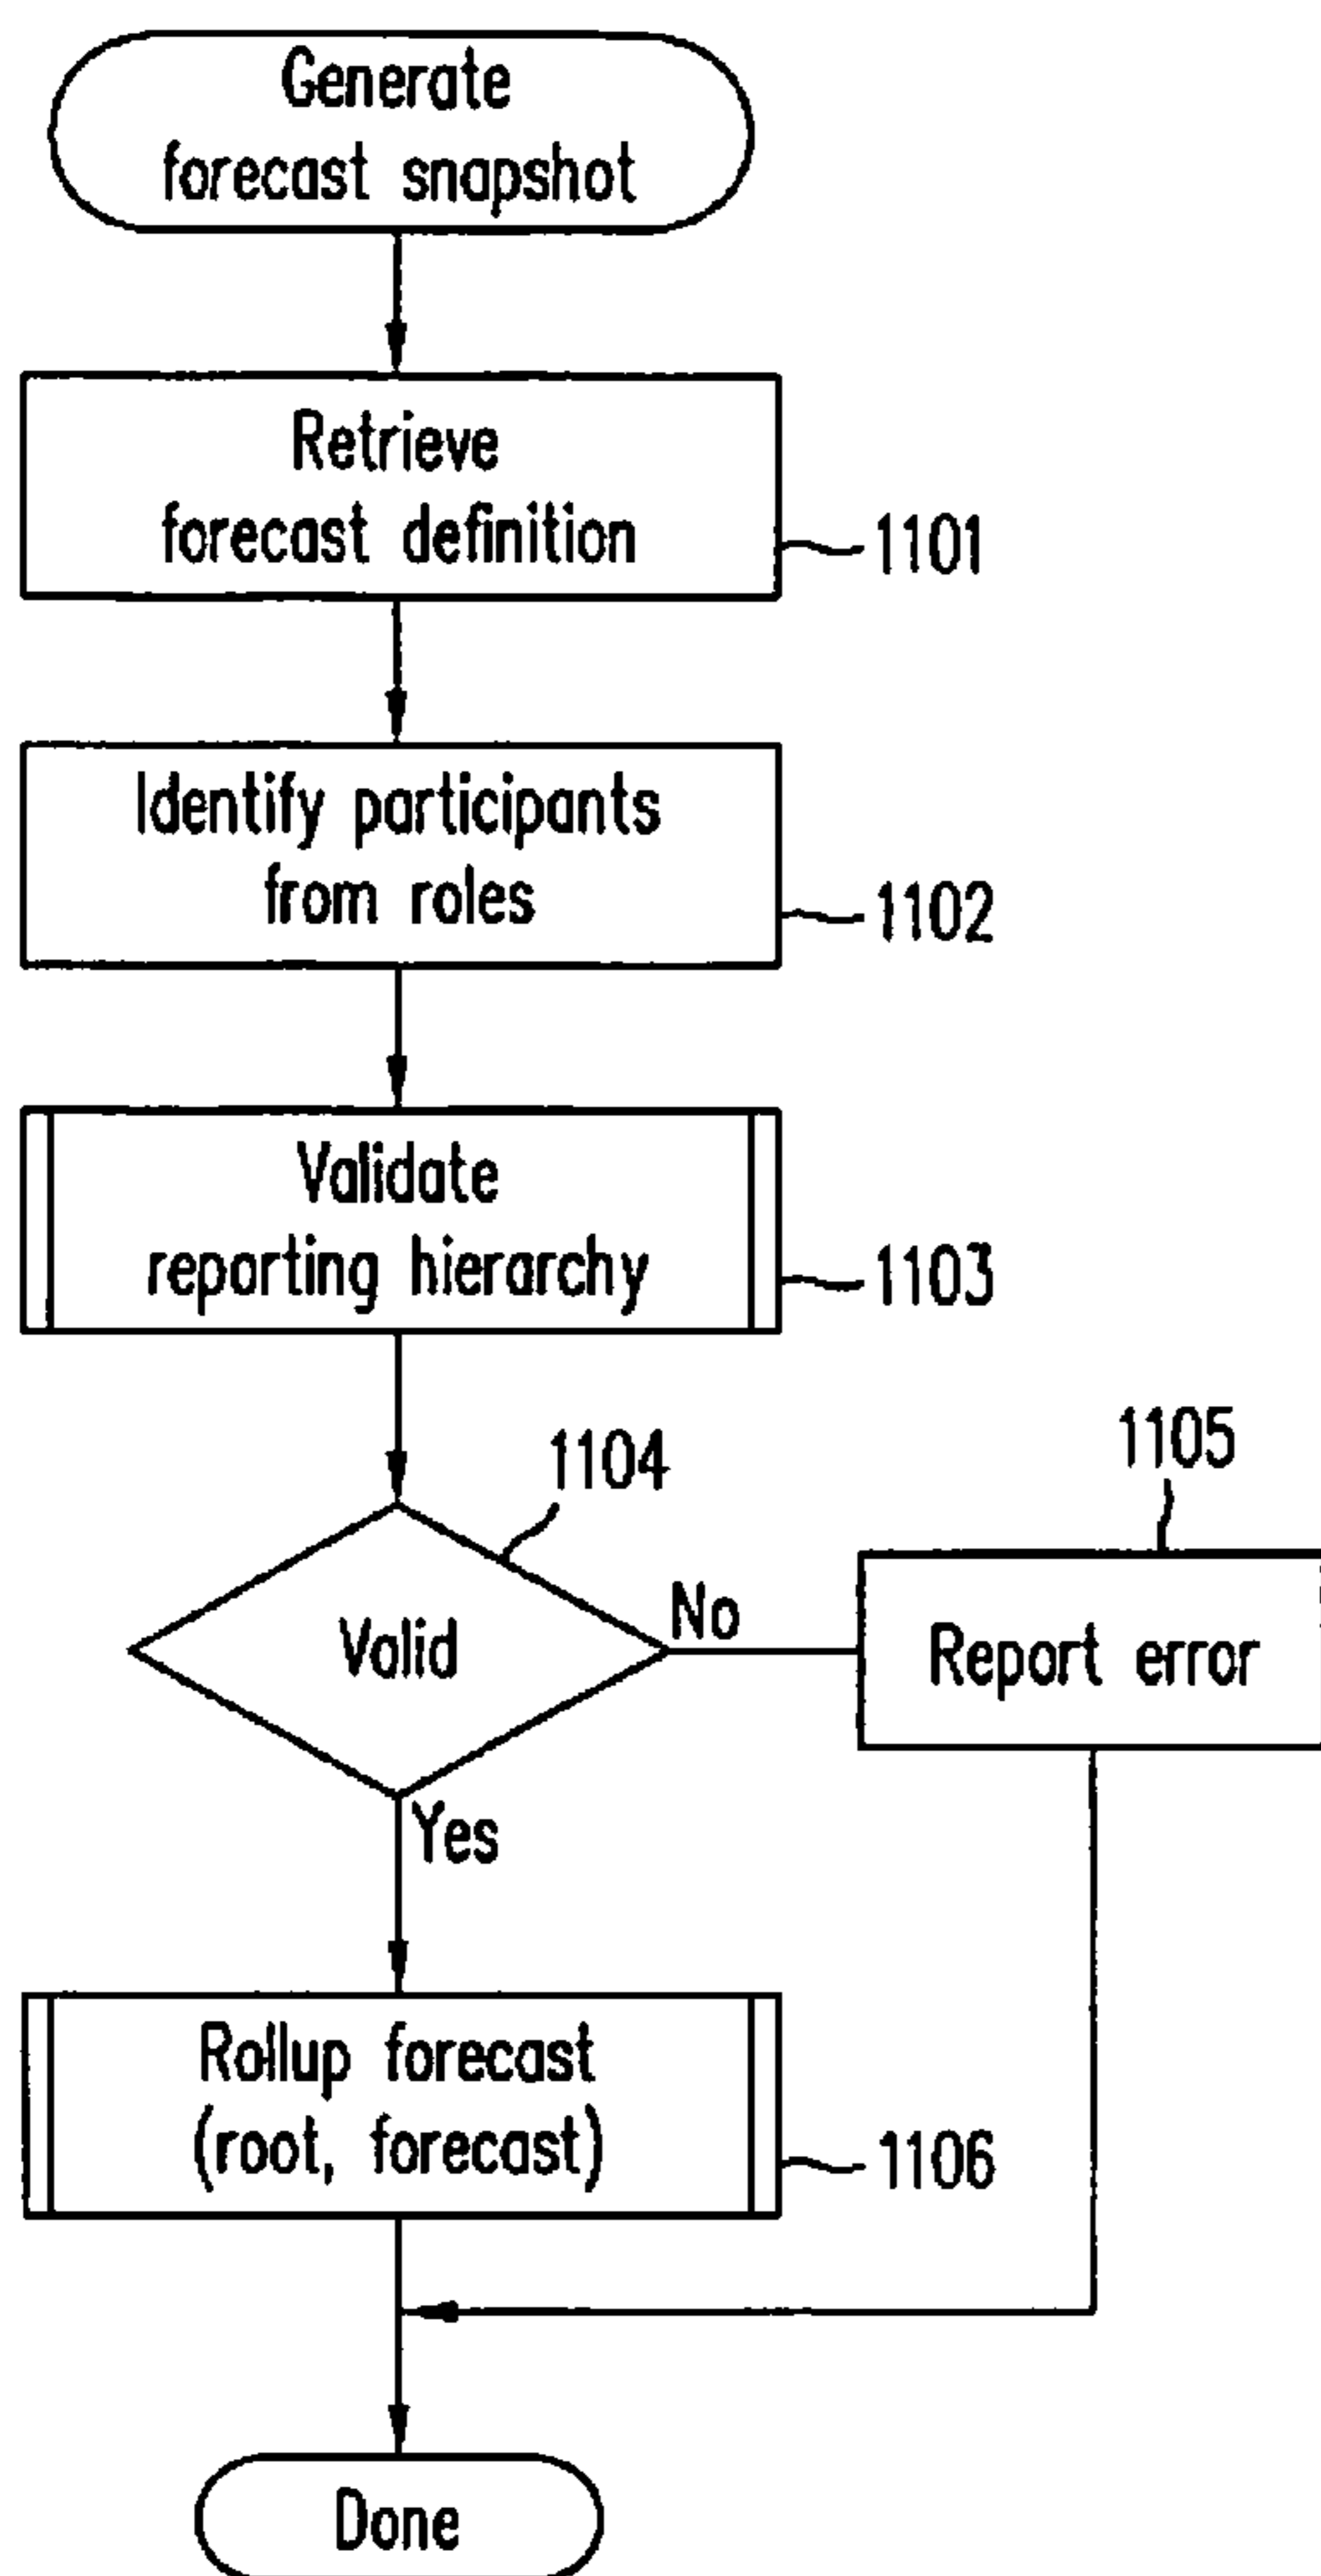 Generate
forecast snapshot
Retrieve
forecast definition
1101
Identify participants
from roles
1102
Validate
reporting hierarchy
1103
1104
1105
Valid
No
Report error
Yes
Rollup forecast
(root, forecast)
1106
Done